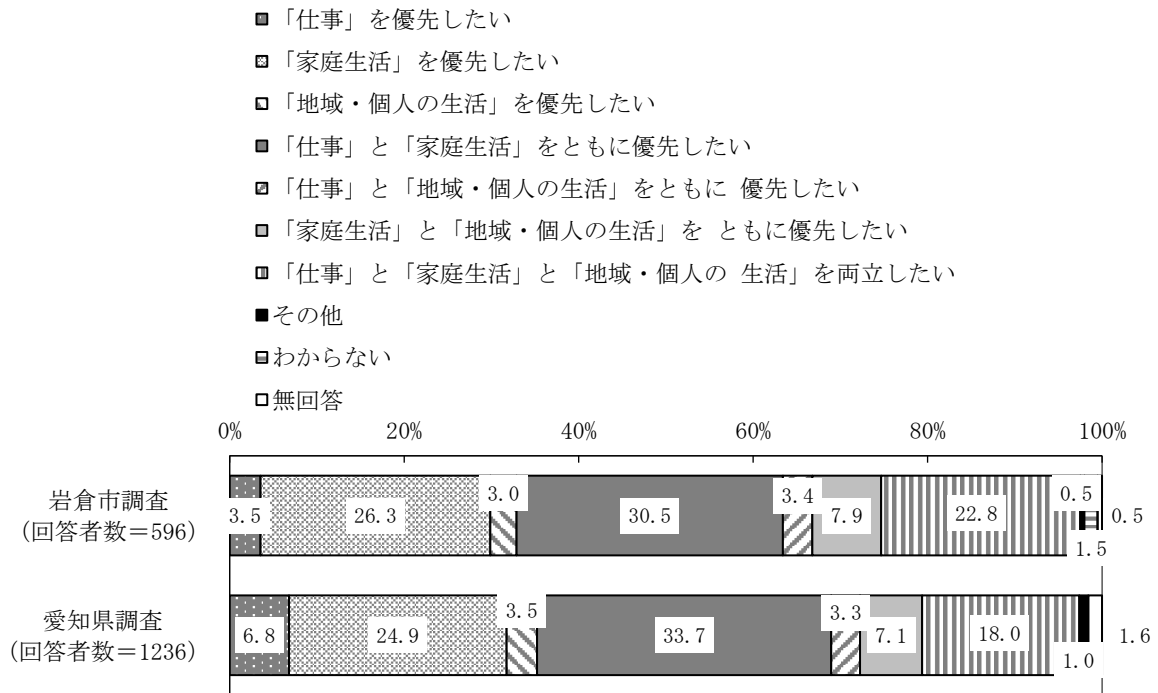 「仕事」を優先したい
「家庭生活」を優先したい
「地域・個人の生活」を優先したい
「仕事」と「家庭生活」をともに優先したい
「仕事」と「地域・個人の生活」をともに 優先したい
「家庭生活」と「地域・個人の生活」を ともに優先したい
「仕事」と「家庭生活」と「地域・個人の 生活」を両立したい
その他
わからない
無回答
0% 20% 40% 60% 80% 100%
岩倉市調査
(回答者数＝596)
3.5 26.3 3.0 30.5 3.4 7.9 22.8 0.5 1.5 0.5
愛知県調査
(回答者数＝1236)
6.8 24.9 3.5 33.7 3.3 7.1 18.0 1.0 1.6